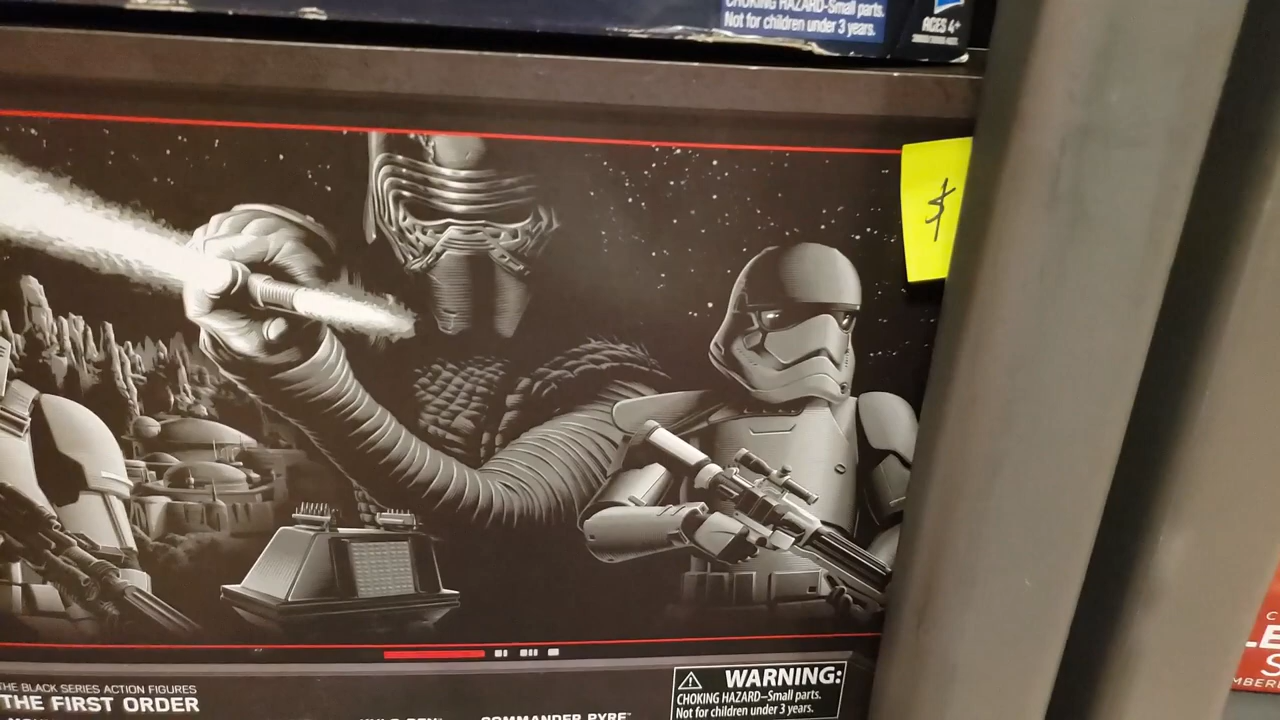 CHOKING HAZARD-Small parts.
Not for children under 3 years.
AGES 4+
$
THE BLACK SERIES ACTION FIGURES
THE FIRST ORDER
COMMANDER PYRE™
WARNING:
CHOKING HAZARD–Small parts.
Not for children under 3 years.